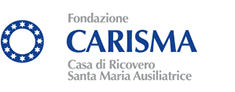 Fondazione
CARISMA
Casa di Ricovero
Santa Maria Ausiliatrice